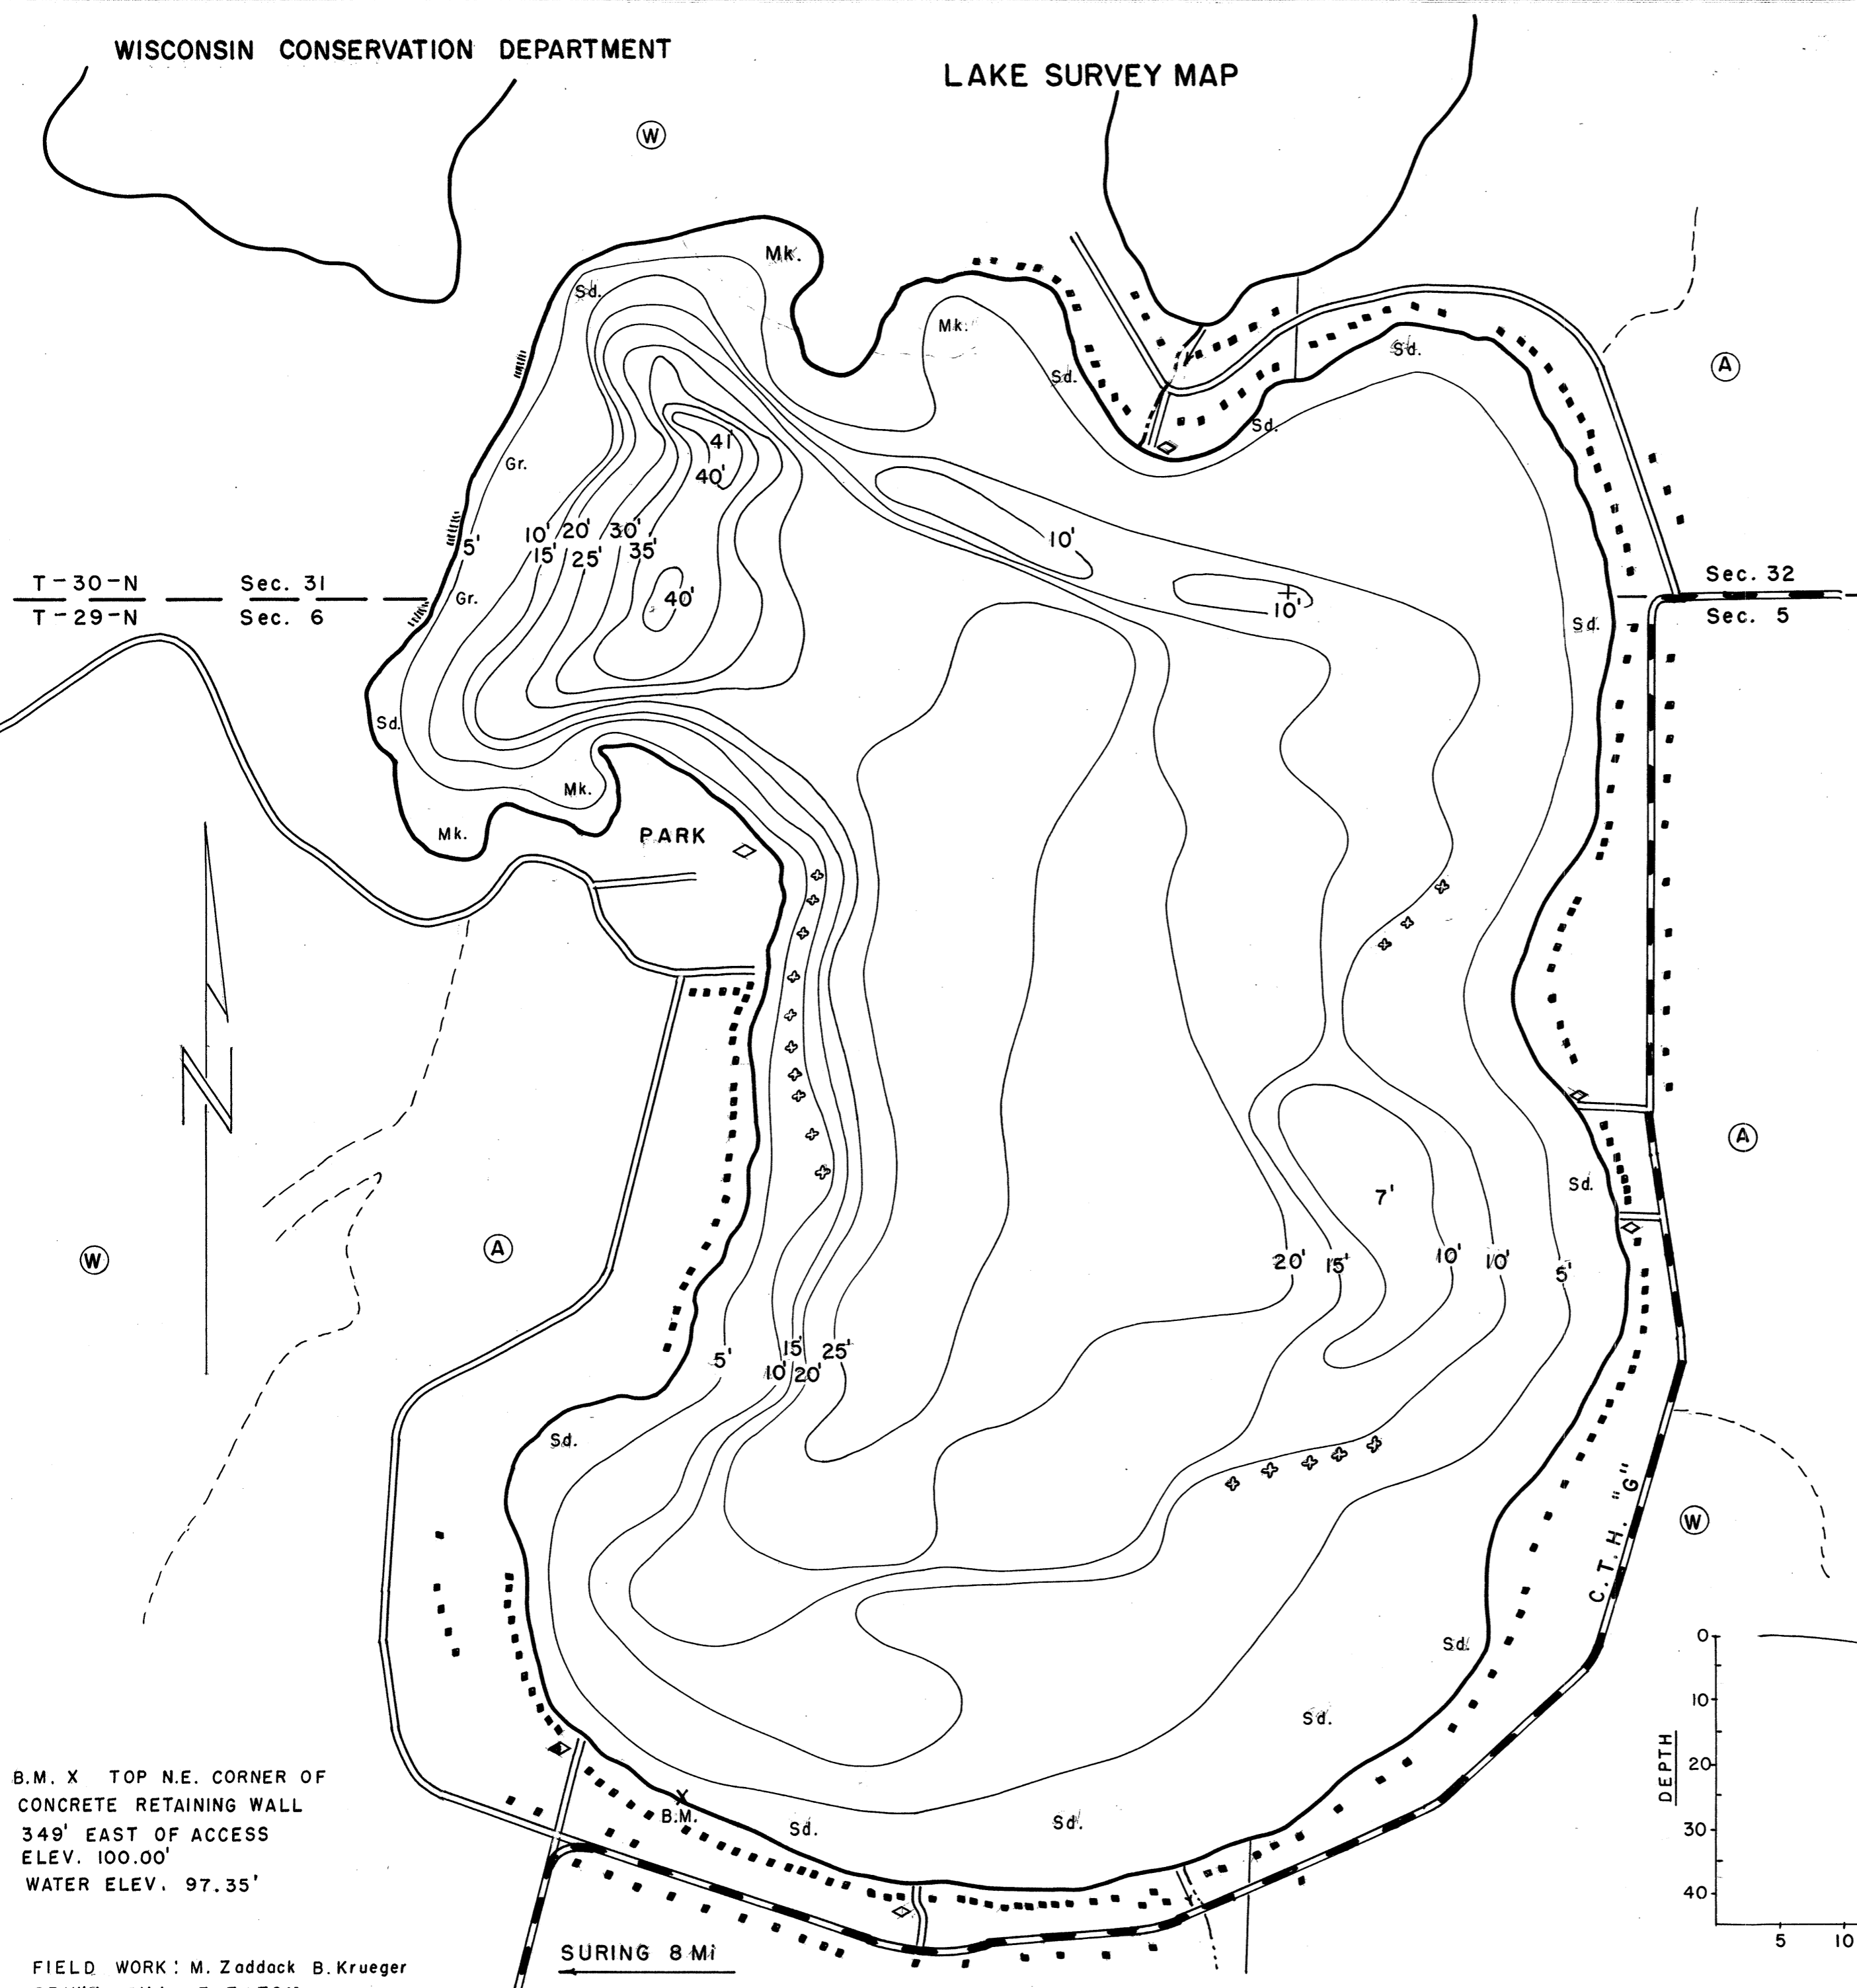 WISCONSIN CONSERVATION DEPARTMENT
LAKE SURVEY MAP
W
Mk.
Sd.
Mk.
Sd.
Sd.
A
Sd.
41'
Gr.
40'
10' 20' 30'
5' 15' 25' 35'
10'
T-30-N Sec. 31
Sec. 32
Gr.
40'
10'
T-29-N Sec. 6
Sec. 5
Sd.
Sd.
Mk.
Mk.
PARK
N
A
Sd.
7'
W
A
20' 15' 10' 10' 5'
5' 10' 15' 20' 25'
Sd.
C.T.H. "G"
W
Sd.
Sd.
0
10
20
30
40
DEPTH
5 10
B.M. X TOP N.E. CORNER OF
CONCRETE RETAINING WALL
349' EAST OF ACCESS
ELEV. 100.00'
WATER ELEV. 97.35'
X
B.M.
Sd.
Sd.
SURING 8 Mi
FIELD WORK: M. Zaddack B. Krueger